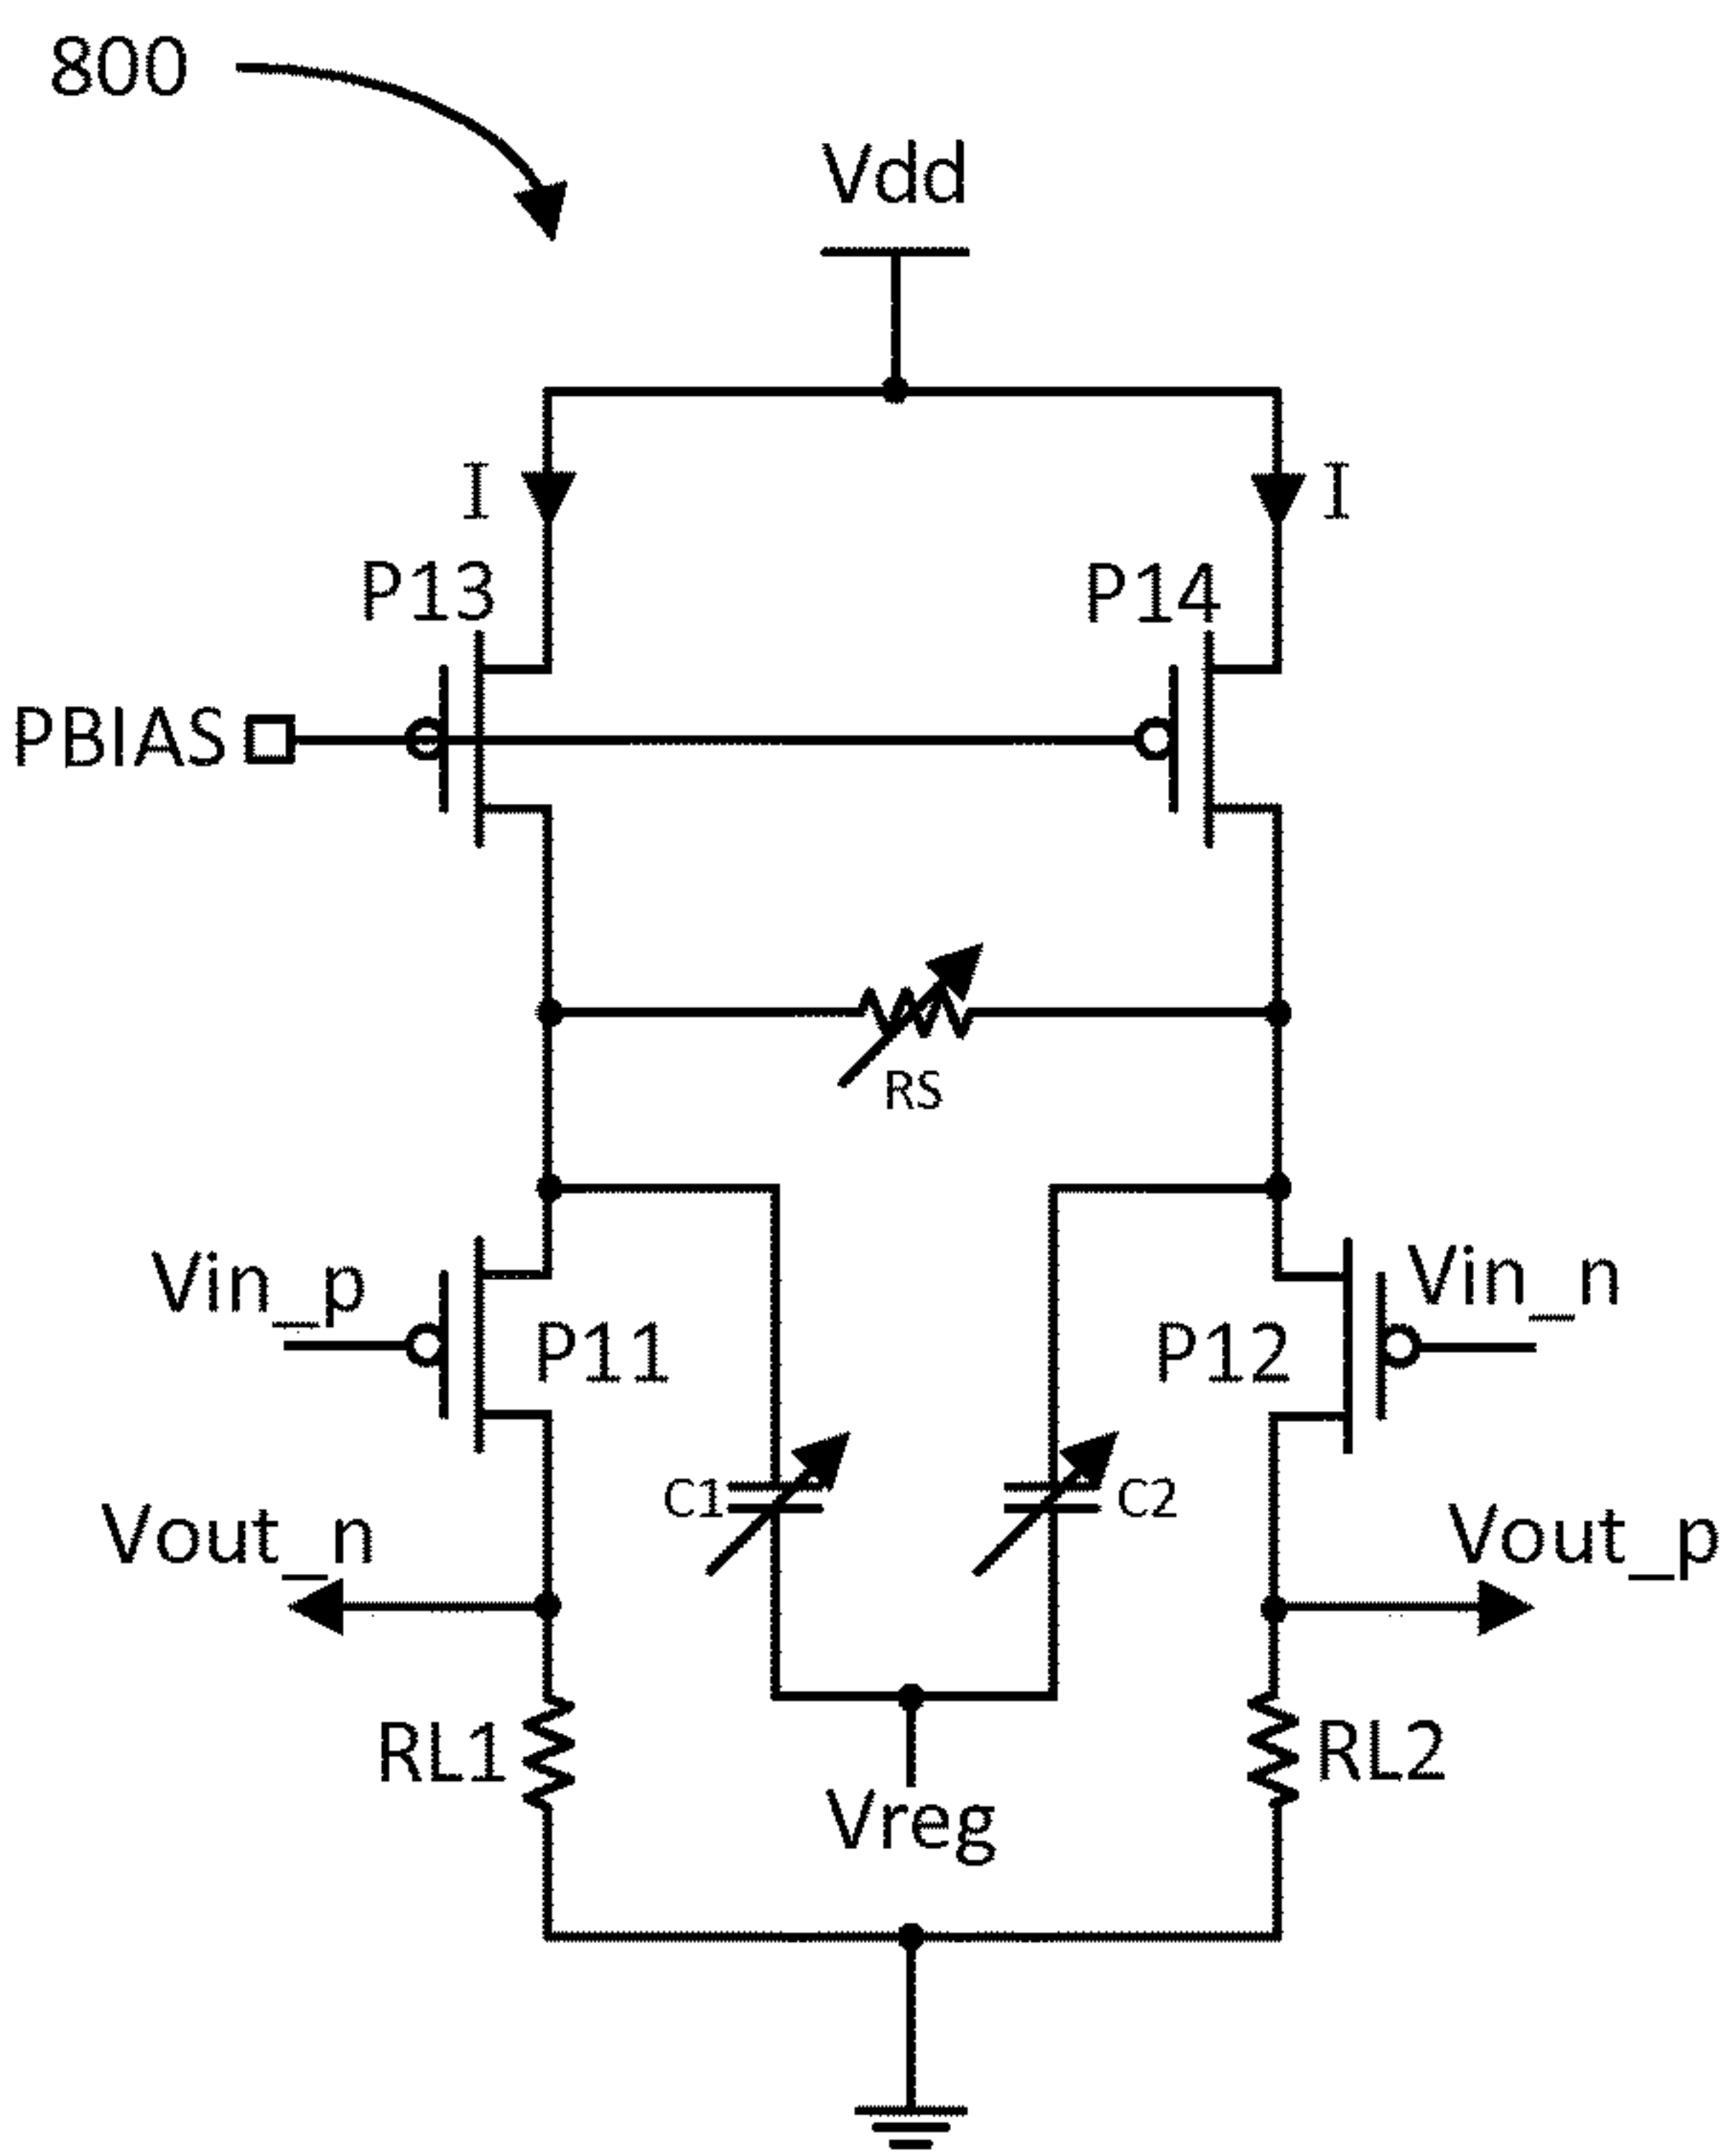 800
Vdd
I I
P13 P14
PBIAS
RS
Vin_p Vin_n
P11 P12
C1 C2
Vout_n Vout_p
RL1 RL2
Vreg